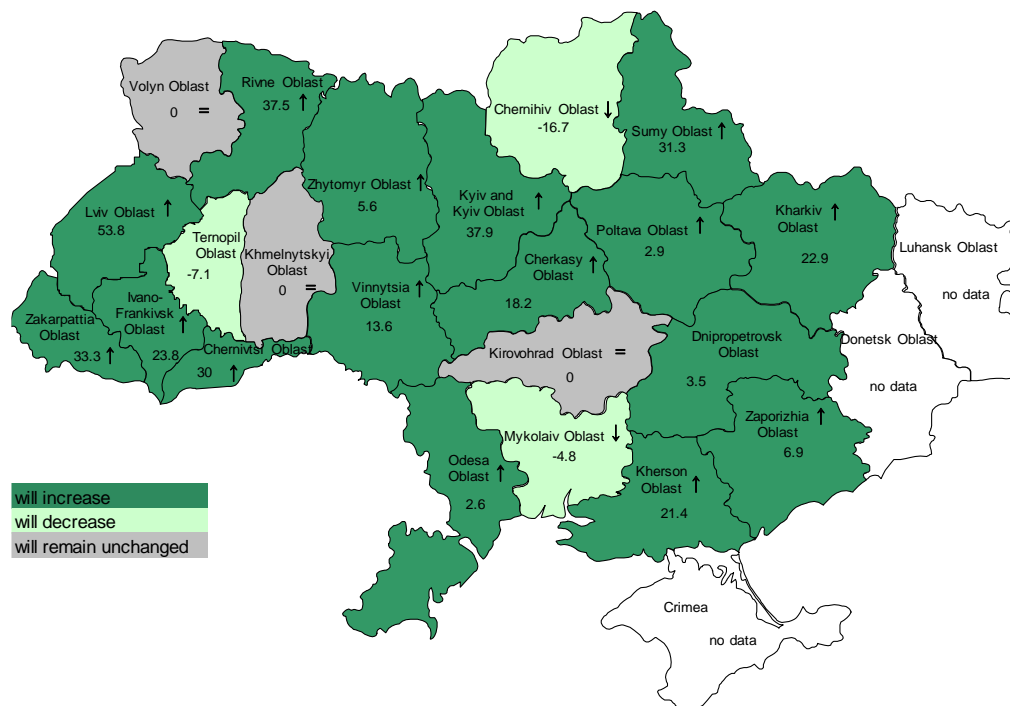 Volyn Oblast
0 =
Rivne Oblast
37.5 ↑
Chernihiv Oblast ↓
-16.7
Sumy Oblast ↑
31.3
Zhytomyr Oblast ↑
5.6
Kyiv and
Kyiv Oblast ↑
37.9
Lviv Oblast ↑
53.8
Ternopil
Oblast
-7.1
Khmelnytskyi
Oblast
0 =
Poltava Oblast ↑
2.9
Kharkiv ↑
Oblast
22.9
Luhansk Oblast
no data
Cherkasy ↑
Oblast
18.2
Vinnytsia ↑
Oblast
13.6
Ivano-
Frankivsk
Oblast ↑
23.8
Zakarpattia
Oblast
33.3 ↑
Chernivtsi Oblast
30 ↑
Kirovohrad Oblast =
0
Dnipropetrovsk
Oblast
3.5
Donetsk Oblast
no data
Zaporizhia ↑
Oblast
6.9
Mykolaiv Oblast ↓
-4.8
Odesa
Oblast ↑
2.6
Kherson
Oblast ↑
21.4
will increase
will decrease
will remain unchanged
Crimea
no data